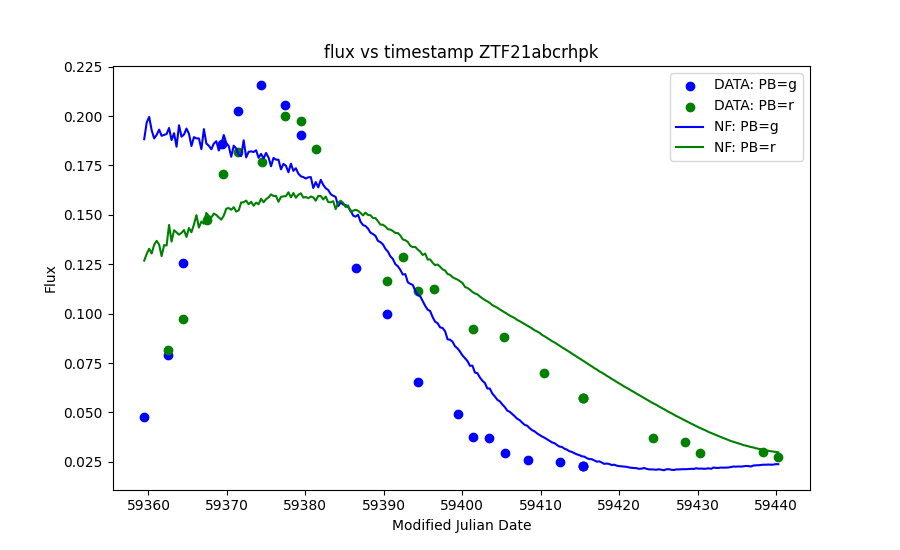 flux vs timestamp ZTF21abcrhpk
0.225
0.200
0.175
0.150
0.125
0.100
0.075
0.050
0.025
Flux
DATA: PB=g
DATA: PB=r
NF: PB=g
NF: PB=r
59360 59370 59380 59390 59400 59410 59420 59430 59440
Modified Julian Date